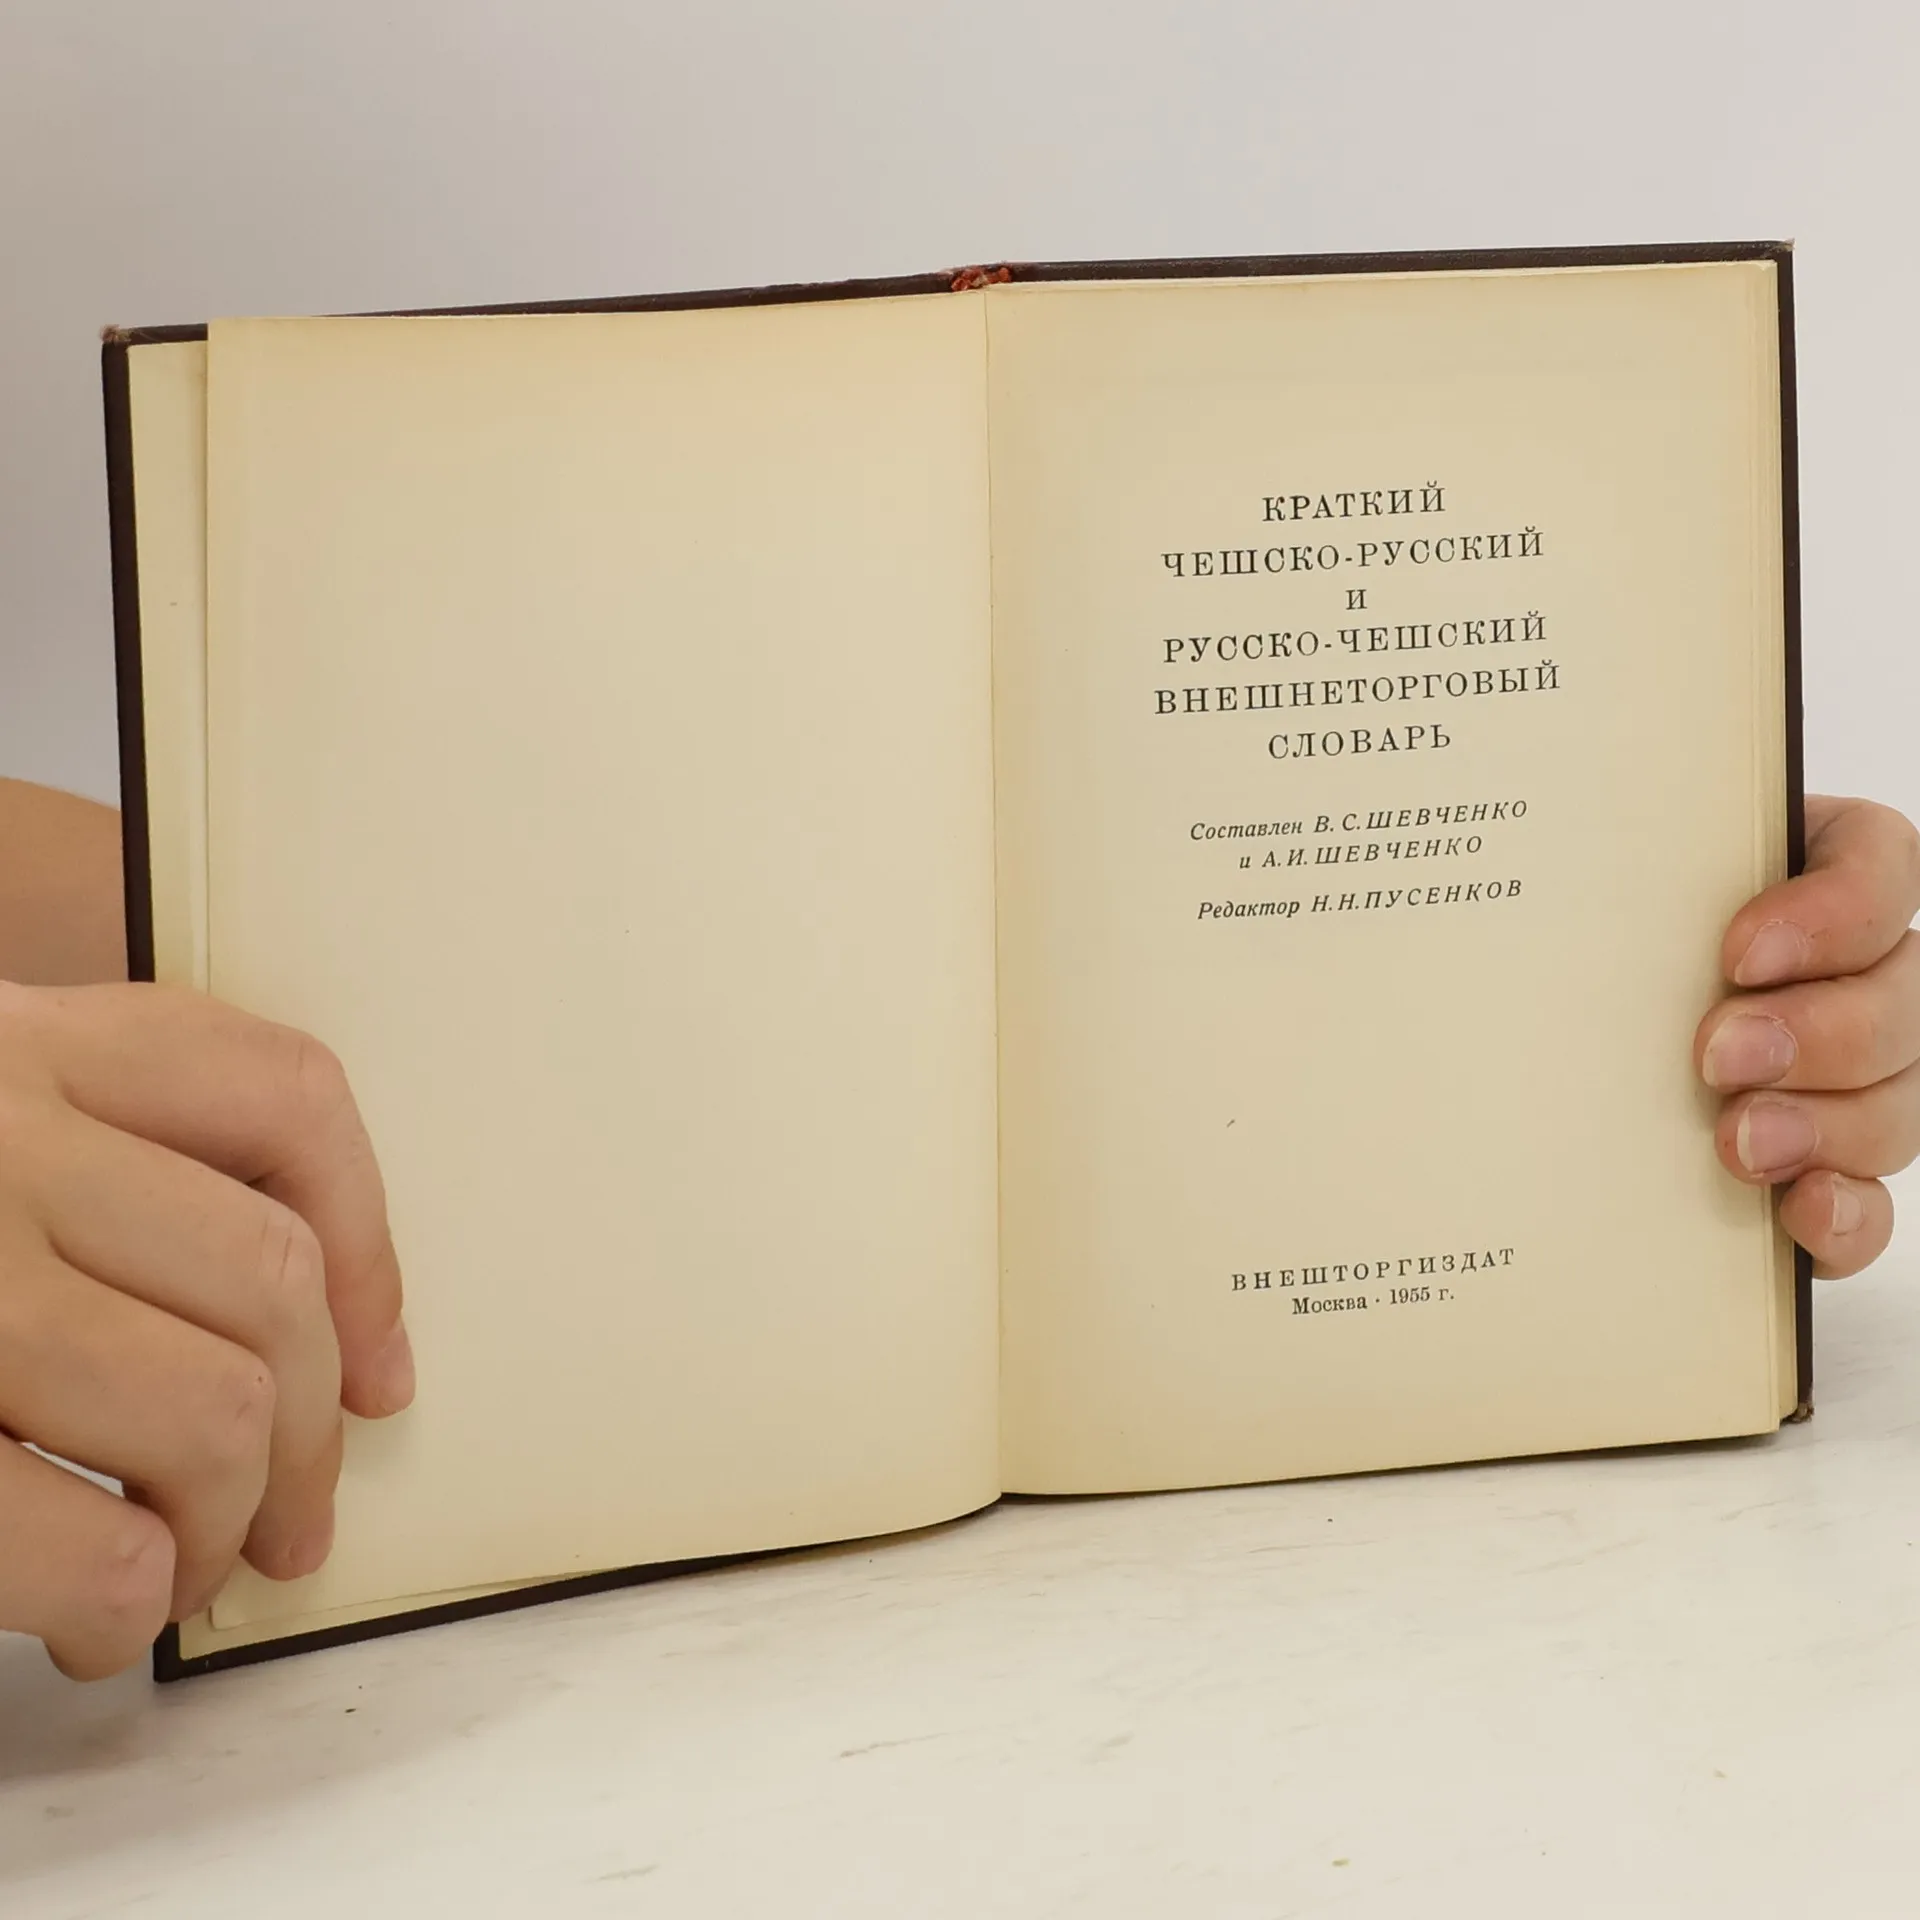 КРАТКИЙ
ЧЕШСКО-РУССКИЙ
И
РУССКО-ЧЕШСКИЙ
ВНЕШНЕТОРГОВЫЙ
СЛОВАРЬ
Составлен В. С. ШЕВЧЕНКО
и А. И. ШЕВЧЕНКО
Редактор Н. Н. ПУСЕНКОВ
ВНЕШТОРГИЗДАТ
Москва · 1955 г.